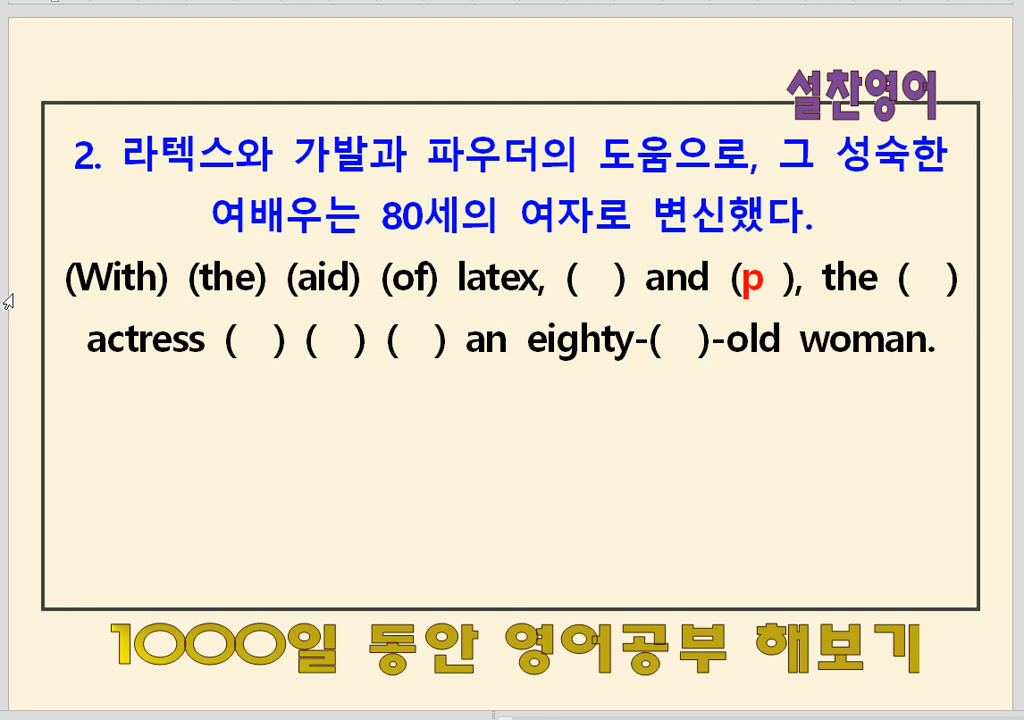 설찬영어
2. 라텍스와 가발과 파우더의 도움으로, 그 성숙한
여배우는 80세의 여자로 변신했다.
(With) (the) (aid) (of) latex, (   ) and (p  ), the (   )
actress (   ) (   ) (   ) an eighty-(   )-old woman.
1000일 동안 영어공부 해보기